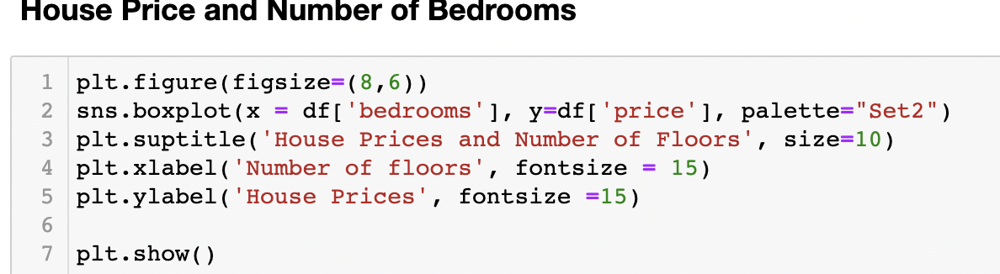 House Price and Number of Bedrooms
1 plt.figure(figsize=(8,6))
2 sns.boxplot(x = df['bedrooms'], y=df['price'], palette="Set2")
3 plt.suptitle('House Prices and Number of Floors', size=10)
4 plt.xlabel('Number of floors', fontsize = 15)
5 plt.ylabel('House Prices', fontsize =15)
6
7 plt.show()